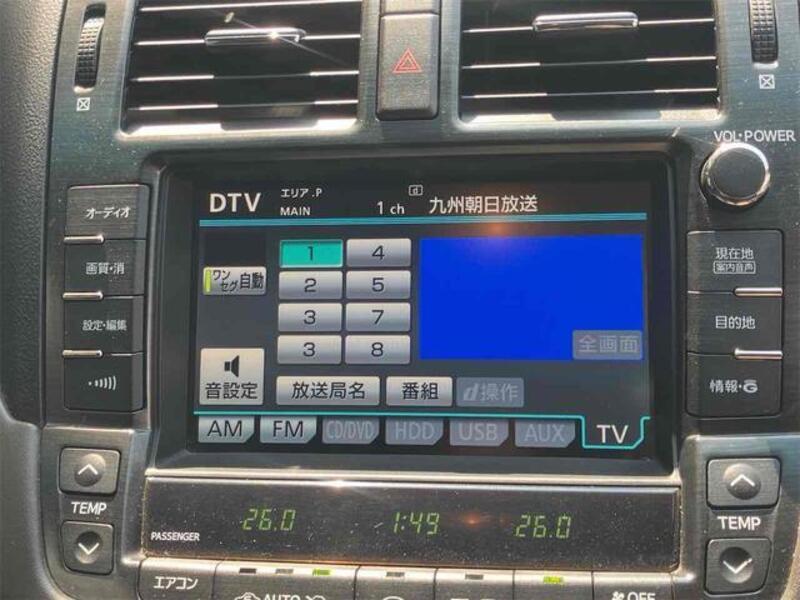 VOL•POWER
DTV エリア.P
MAIN 1 ch d 九州朝日放送
オーディオ
画質・消
設定・編集
現在地
案内音声
目的地
情報・G
ワンセグ 自動
1 4
2 5
3 7
3 8
全画面
音設定 放送局名 番組 d操作
AM FM CD/DVD HDD USB AUX TV
TEMP
PASSENGER 26.0 1:49 26.0
TEMP
エアコン AUTO OFF